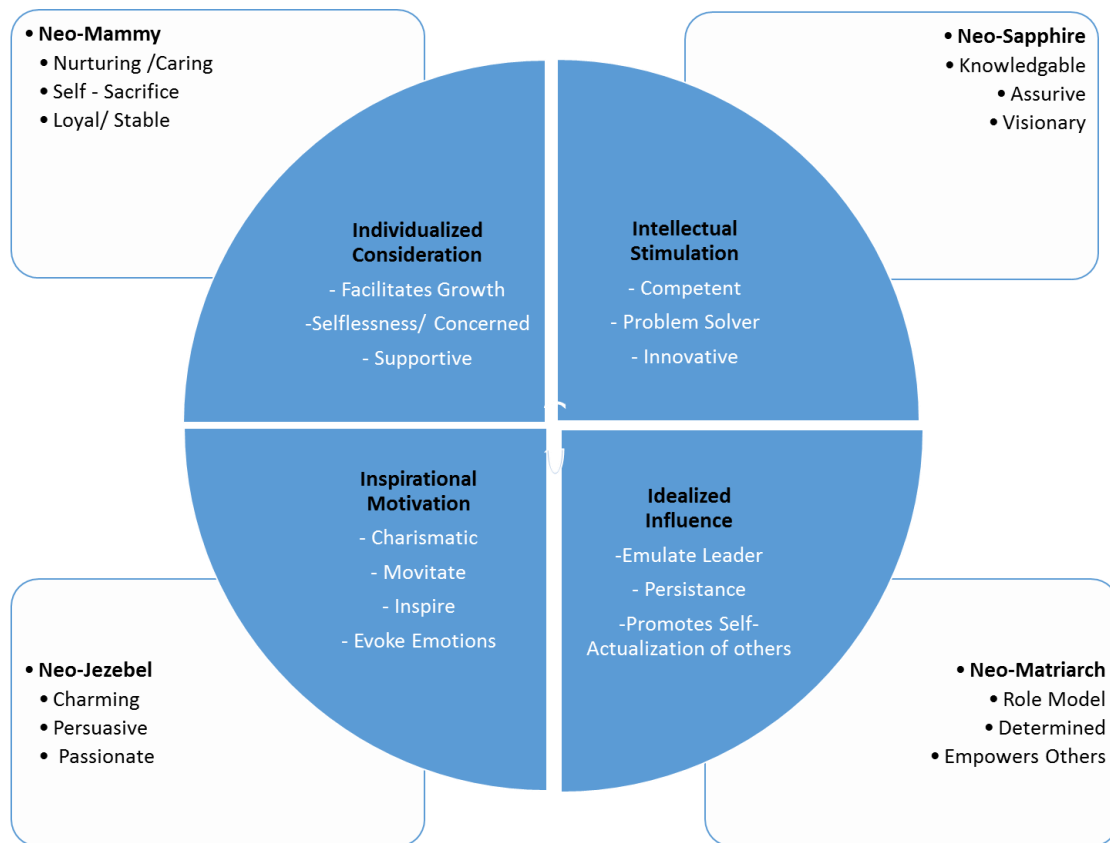 • Neo-Mammy
• Nurturing /Caring
• Self - Sacrifice
• Loyal/ Stable
• Neo-Sapphire
• Knowledgable
• Assurive
• Visionary
Individualized
Consideration
- Facilitates Growth
-Selflessness/ Concerned
- Supportive
Intellectual
Stimulation
- Competent
- Problem Solver
- Innovative
Inspirational
Motivation
- Charismatic
- Movitate
- Inspire
- Evoke Emotions
Idealized
Influence
-Emulate Leader
- Persistance
-Promotes Self-
Actualization of others
• Neo-Jezebel
• Charming
• Persuasive
• Passionate
• Neo-Matriarch
• Role Model
• Determined
• Empowers Others